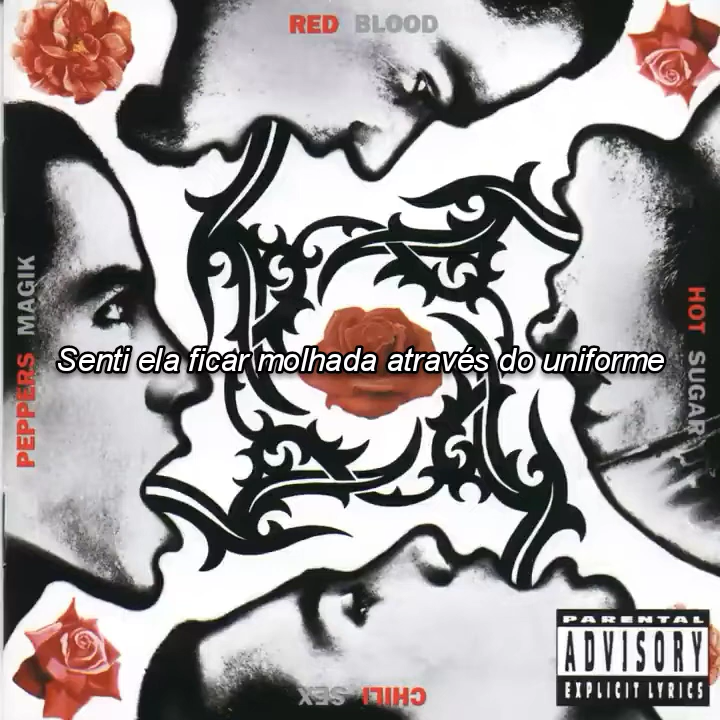 RED BLOOD
HOT SUGAR
PEPPERS MAGIK
Senti ela ficar molhada através do uniforme
CHILI SEX
PARENTAL
ADVISORY
EXPLICIT LYRICS